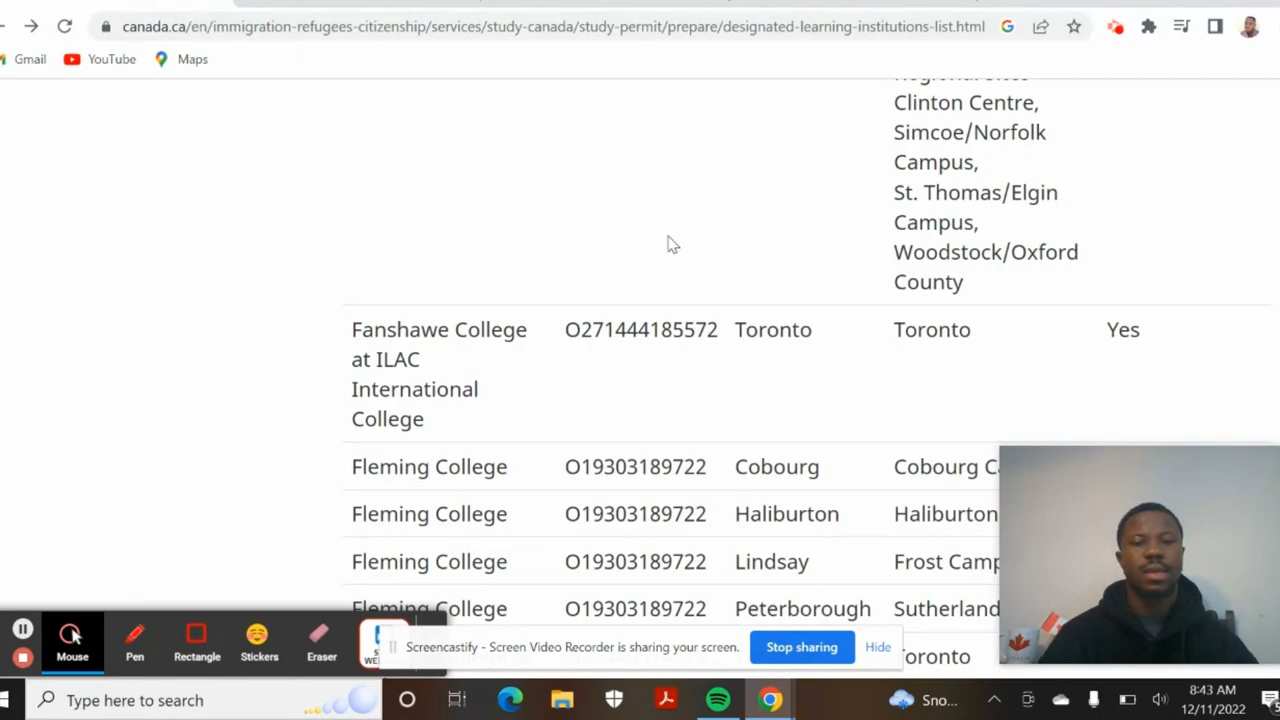 canada.ca/en/immigration-refugees-citizenship/services/study-canada/study-permit/prepare/designated-learning-institutions-list.html
Gmail YouTube Maps
Clinton Centre,
Simcoe/Norfolk
Campus,
St. Thomas/Elgin
Campus,
Woodstock/Oxford
County
Fanshawe College O271444185572 Toronto Toronto Yes
at ILAC
International
College
Fleming College O19303189722 Cobourg Cobourg
Fleming College O19303189722 Haliburton Haliburton
Fleming College O19303189722 Lindsay Frost
Fleming College O19303189722 Peterborough Sutherland
Mouse Pen Rectangle Stickers Eraser
Screencastify - Screen Video Recorder is sharing your screen. Stop sharing Hide
Toronto
Type here to search
Sno...
8:43 AM
12/11/2022